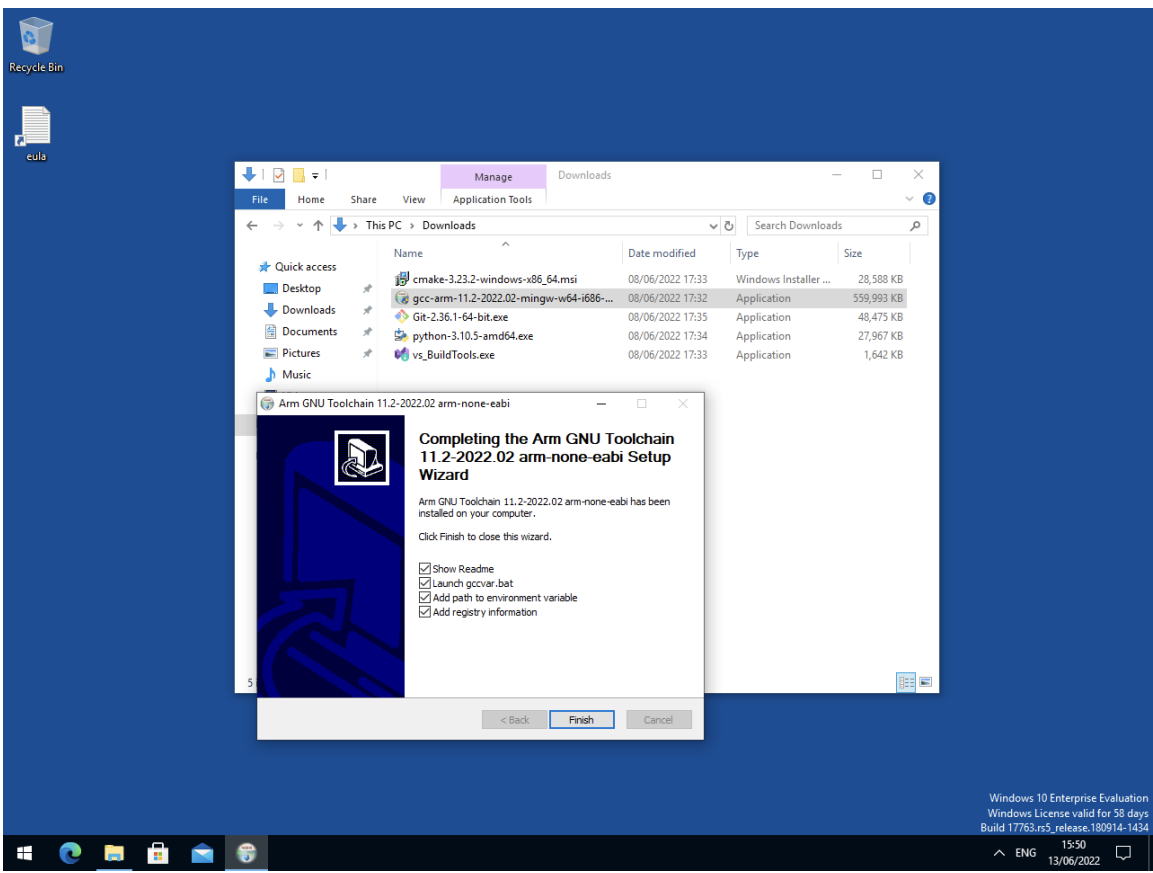 Recycle Bin
eula
Manage
Downloads
File
Home
Share
View
Application Tools
This PC
Downloads
Search Downloads
Name
Date modified
Type
Size
Quick access
Desktop
Downloads
Documents
Pictures
Music
cmake-3.23.2-windows-x86_64.msi 08/06/2022 17:33 Windows Installer ... 28,588 KB
gcc-arm-11.2-2022.02-mingw-w64-i686-... 08/06/2022 17:32 Application 559,993 KB
Git-2.36.1-64-bit.exe 08/06/2022 17:35 Application 48,475 KB
python-3.10.5-amd64.exe 08/06/2022 17:34 Application 27,967 KB
vs_BuildTools.exe 08/06/2022 17:33 Application 1,642 KB
Arm GNU Toolchain 11.2-2022.02 arm-none-eabi
Completing the Arm GNU Toolchain
11.2-2022.02 arm-none-eabi Setup
Wizard
Arm GNU Toolchain 11.2-2022.02 arm-none-eabi has been
installed on your computer.
Click Finish to close this wizard.
Show Readme
Launch gccvar.bat
Add path to environment variable
Add registry information
5
< Back
Finish
Cancel
Windows 10 Enterprise Evaluation
Windows License valid for 58 days
Build 17763.rs5_release.180914-1434
ENG
15:50
13/06/2022